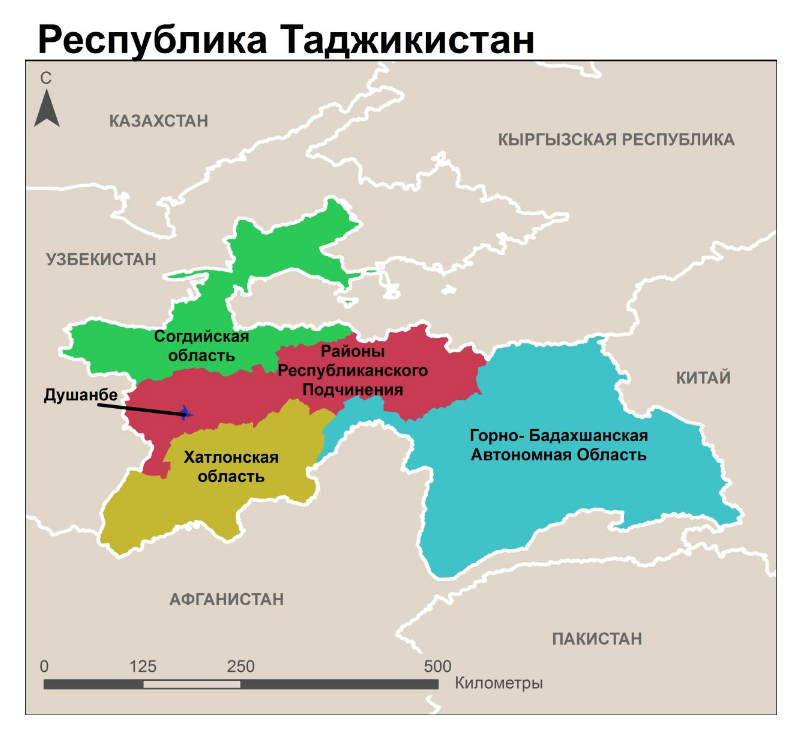 Республика Таджикистан
С
КАЗАХСТАН
КЫРГЫЗСКАЯ РЕСПУБЛИКА
УЗБЕКИСТАН
Согдийская
область
Районы
Республиканского
Подчинения
Душанбе
КИТАЙ
Горно- Бадахшанская
Автономная Область
Хатлонская
область
АФГАНИСТАН
ПАКИСТАН
0 125 250 500
Километры